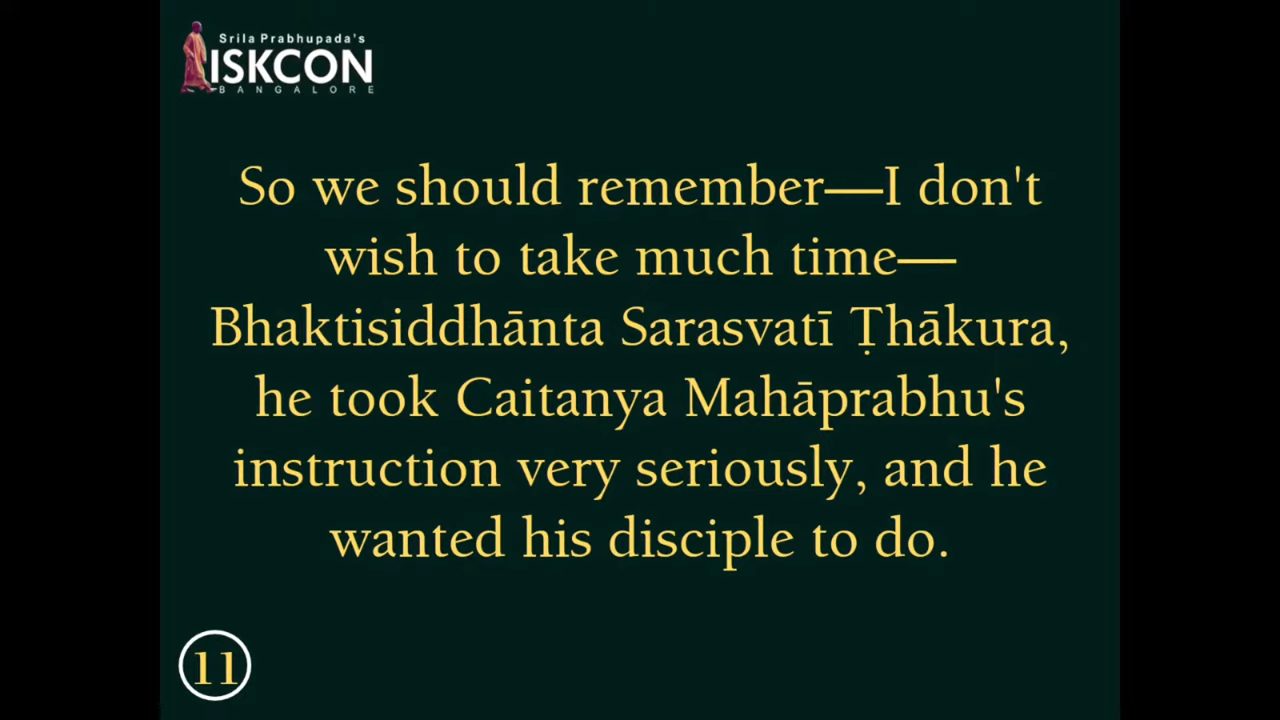 Srila Prabhupada's
ISKCON
BANGALORE
So we should remember—I don't
wish to take much time—
Bhaktisiddhānta Sarasvatī Ṭhākura,
he took Caitanya Mahāprabhu's
instruction very seriously, and he
wanted his disciple to do.
11